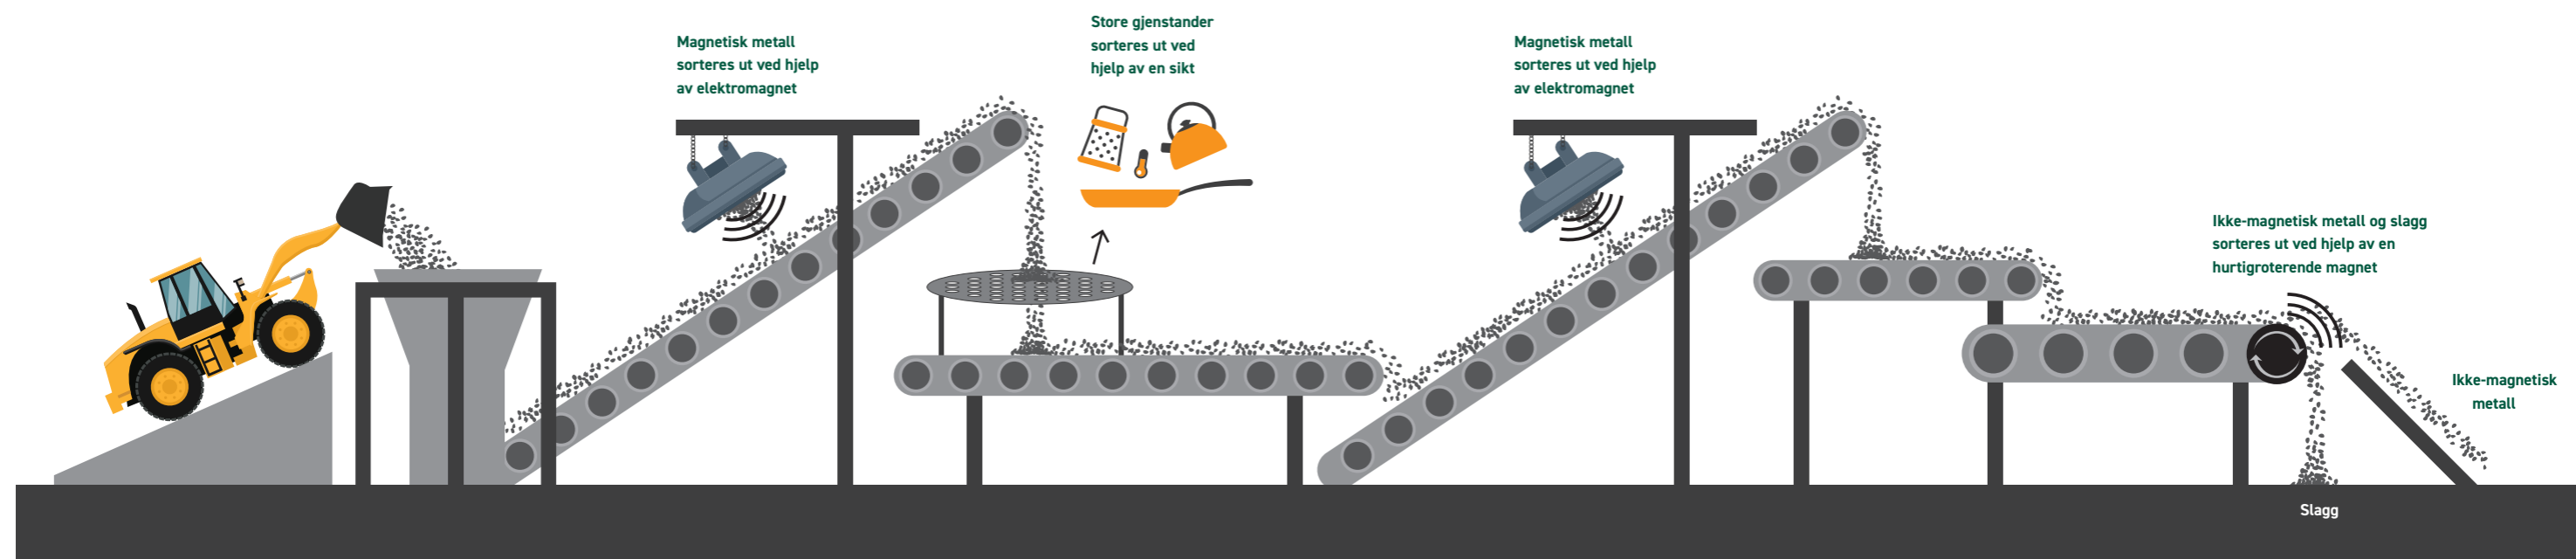 Magnetisk metall
sorteres ut ved hjelp
av elektromagnet
Store gjenstander
sorteres ut ved
hjelp av en sikt
Magnetisk metall
sorteres ut ved hjelp
av elektromagnet
Ikke-magnetisk metall og slagg
sorteres ut ved hjelp av en
hurtigroterende magnet
Ikke-magnetisk
metall
Slagg